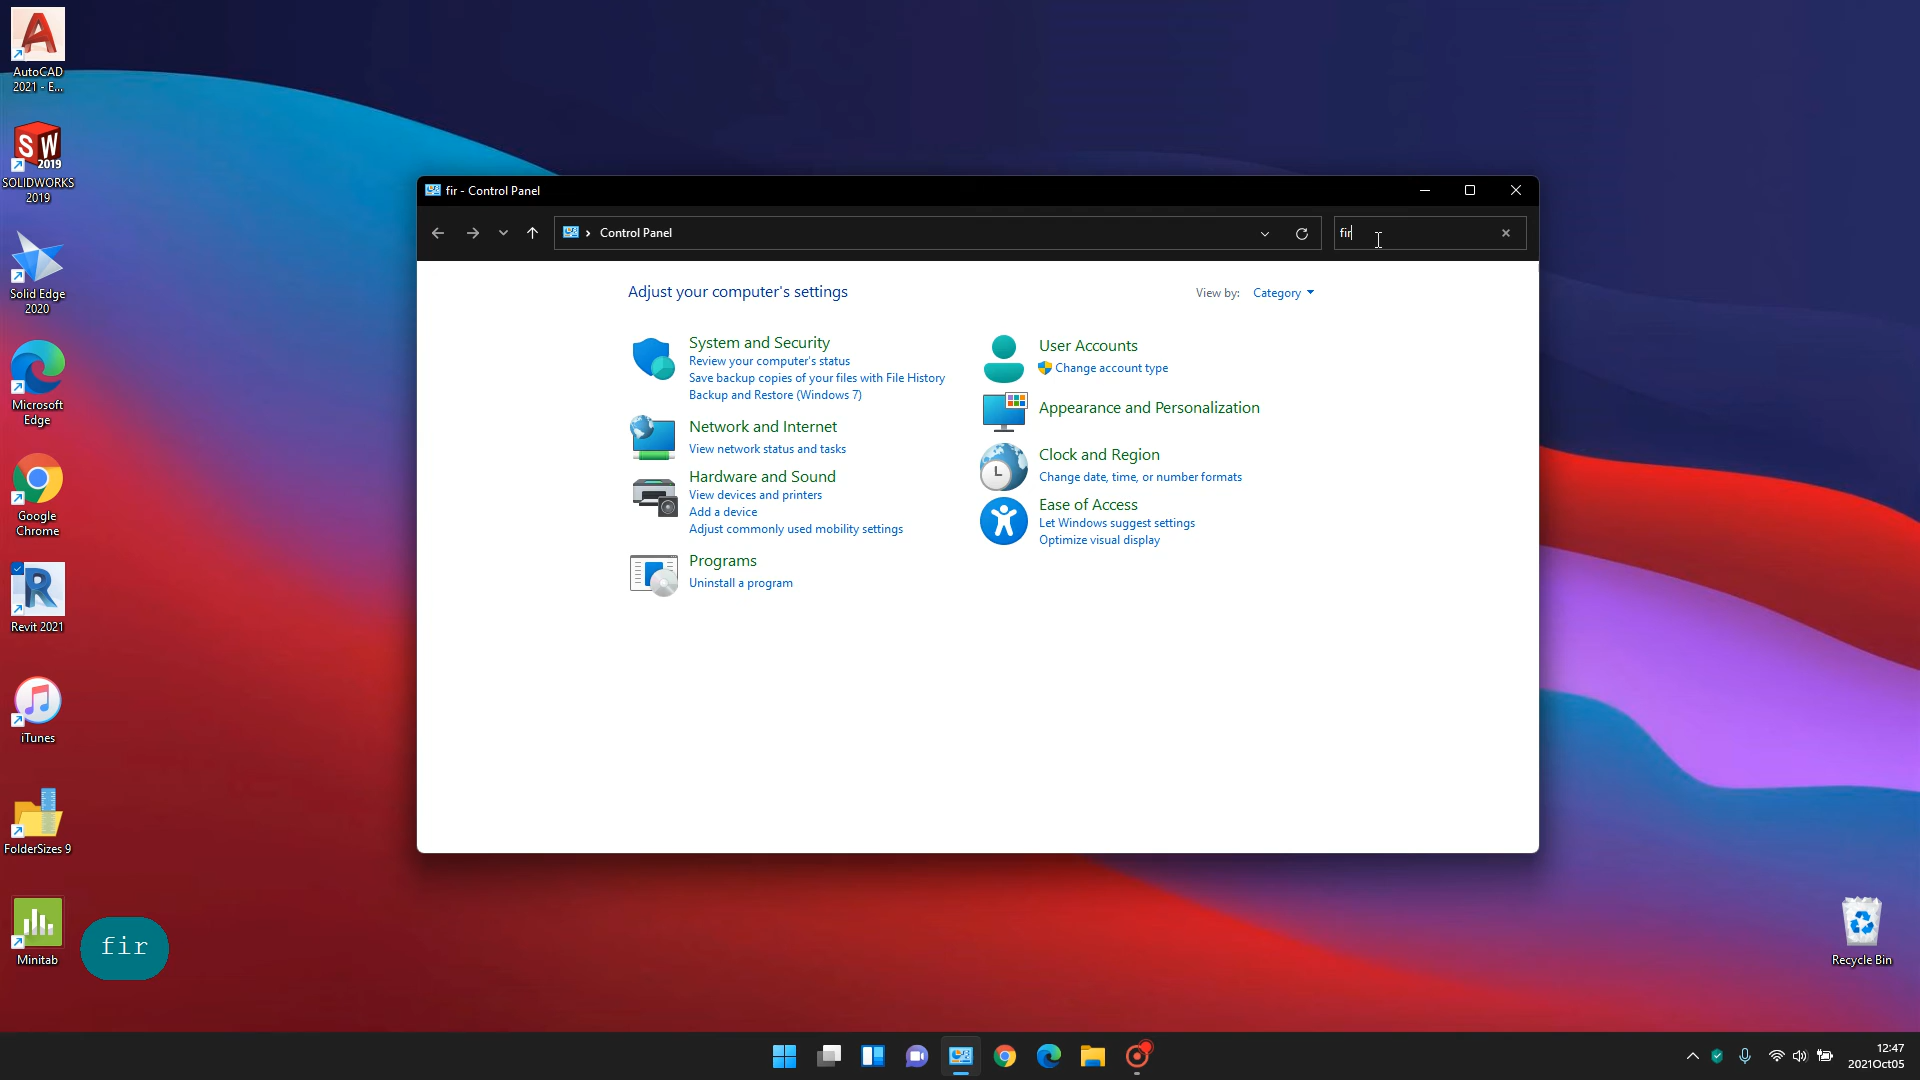 AutoCAD
2021 - E...
SW
2019
SOLIDWORKS
2019
Solid Edge
2020
Microsoft
Edge
Google
Chrome
Revit 2021
iTunes
FolderSizes 9
Minitab
fir
fir - Control Panel
Control Panel
fir
Adjust your computer's settings
View by: Category
System and Security
Review your computer's status
Save backup copies of your files with File History
Backup and Restore (Windows 7)
Network and Internet
View network status and tasks
Hardware and Sound
View devices and printers
Add a device
Adjust commonly used mobility settings
Programs
Uninstall a program
User Accounts
Change account type
Appearance and Personalization
Clock and Region
Change date, time, or number formats
Ease of Access
Let Windows suggest settings
Optimize visual display
Recycle Bin
12:47
2021Oct05